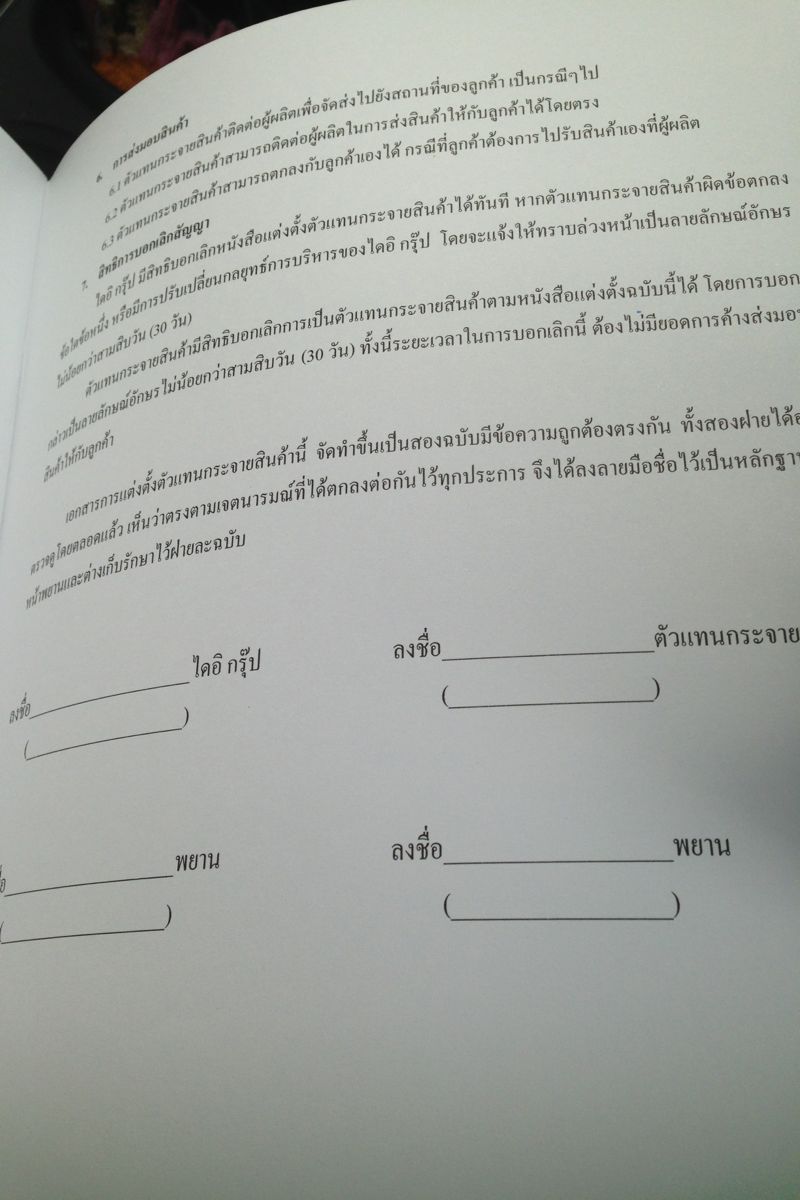 6. การส่งมอบสินค้า
6.1 ตัวแทนกระจายสินค้าติดต่อผู้ผลิตเพื่อจัดส่งไปยังสถานที่ของลูกค้า เป็นกรณีๆไป
6.2 ตัวแทนกระจายสินค้าสามารถติดต่อผู้ผลิตในการส่งสินค้าให้กับลูกค้าได้โดยตรง
6.3 ตัวแทนกระจายสินค้าสามารถตกลงกับลูกค้าเองได้ กรณีที่ลูกค้าต้องการไปรับสินค้าเองที่ผู้ผลิต
7. สิทธิการบอกเลิกสัญญา
ไดอิ กรุ๊ป มีสิทธิบอกเลิกหนังสือแต่งตั้งตัวแทนกระจายสินค้าได้ทันที หากตัวแทนกระจายสินค้าผิดข้อตกลง
ข้อใดข้อหนึ่ง หรือมีการปรับเปลี่ยนกลยุทธ์การบริหารของไดอิ กรุ๊ป โดยจะแจ้งให้ทราบล่วงหน้าเป็นลายลักษณ์อักษร
ไม่น้อยกว่าสามสิบวัน (30 วัน)
ตัวแทนกระจายสินค้ามีสิทธิบอกเลิกการเป็นตัวแทนกระจายสินค้าตามหนังสือแต่งตั้งฉบับนี้ได้ โดยการบอก
กล่าวเป็นลายลักษณ์อักษรไม่น้อยกว่าสามสิบวัน (30 วัน) ทั้งนี้ระยะเวลาในการบอกเลิกนี้ ต้องไม่มียอดการค้างส่งมอบ
สินค้าให้กับลูกค้า
เอกสารการแต่งตั้งตัวแทนกระจายสินค้านี้ จัดทำขึ้นเป็นสองฉบับมีข้อความถูกต้องตรงกัน ทั้งสองฝ่ายได้
ตรวจดูโดยตลอดแล้ว เห็นว่าตรงตามเจตนารมณ์ที่ได้ตกลงต่อกันไว้ทุกประการ จึงได้ลงลายมือชื่อไว้เป็นหลักฐาน
หน้าพยานและต่างเก็บรักษาไว้ฝ่ายละฉบับ
ลงชื่อ____________________ไดอิ กรุ๊ป ลงชื่อ____________________ตัวแทนกระจาย
(____________________) (____________________)
____________________พยาน ลงชื่อ____________________พยาน
(____________________) (____________________)